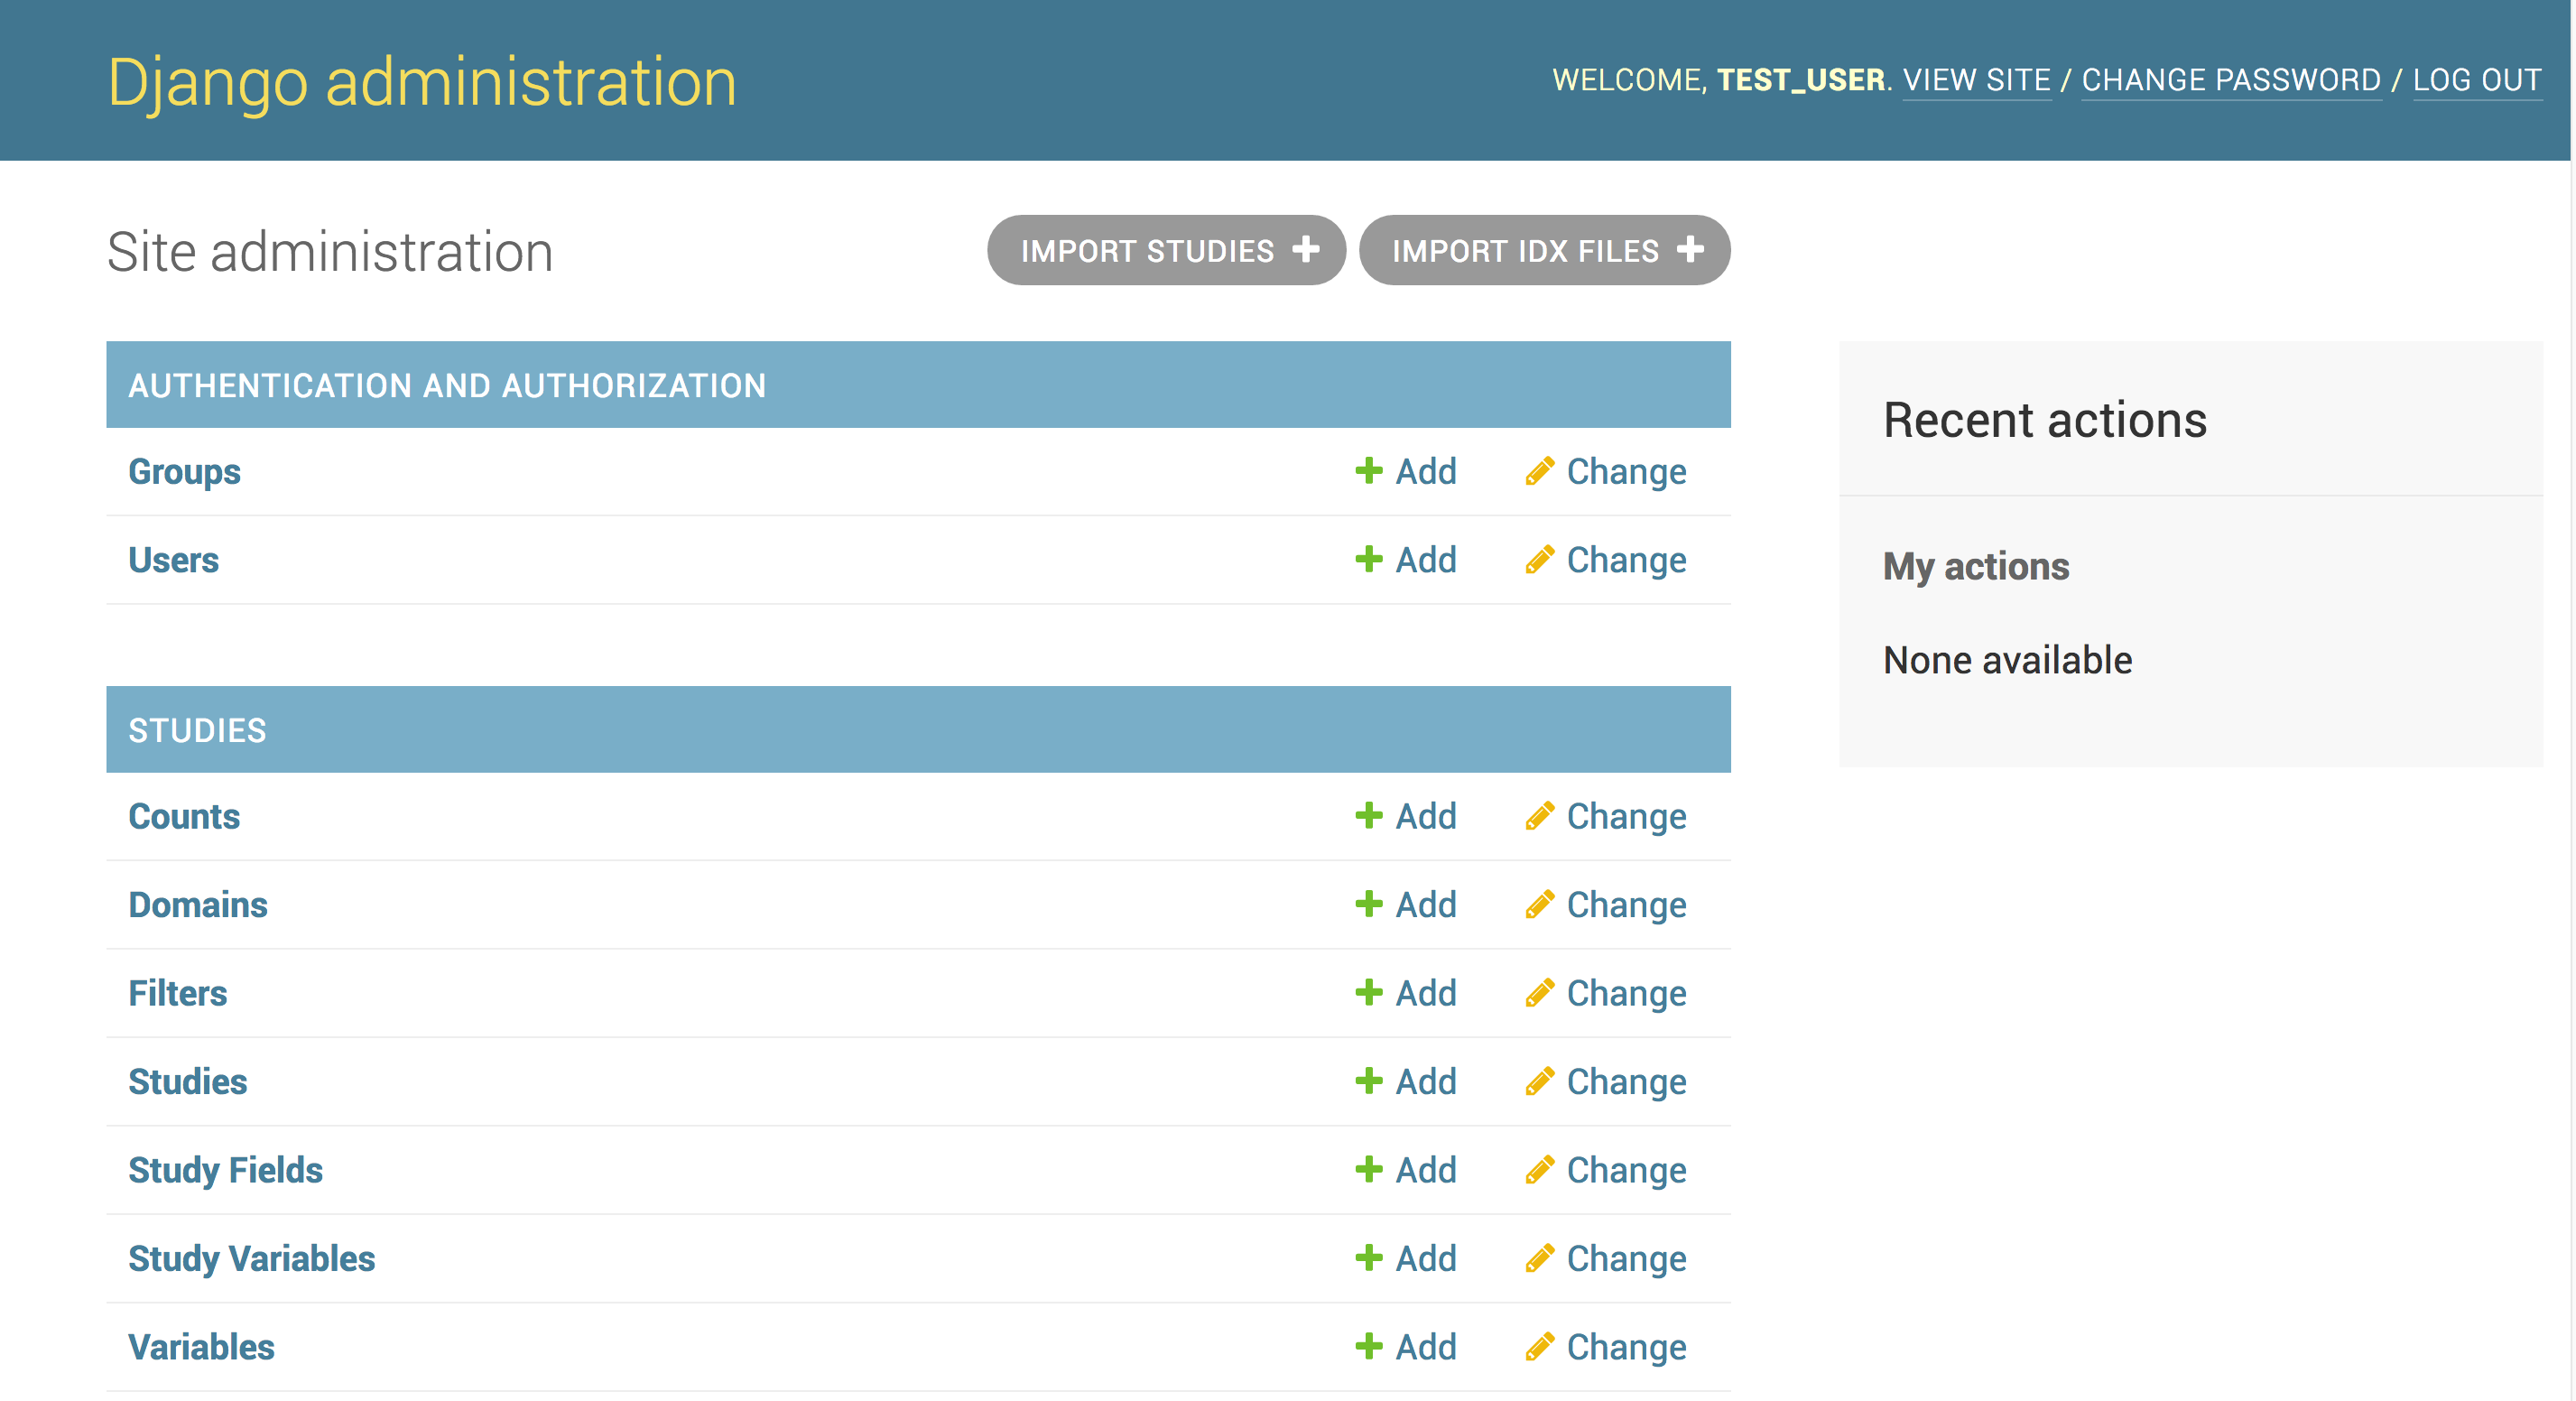 Django administration
WELCOME, TEST_USER. VIEW SITE / CHANGE PASSWORD / LOG OUT
Site administration
IMPORT STUDIES +
IMPORT IDX FILES +
AUTHENTICATION AND AUTHORIZATION
Groups Add Change
Users Add Change
STUDIES
Counts Add Change
Domains Add Change
Filters Add Change
Studies Add Change
Study Fields Add Change
Study Variables Add Change
Variables Add Change
Recent actions
My actions
None available